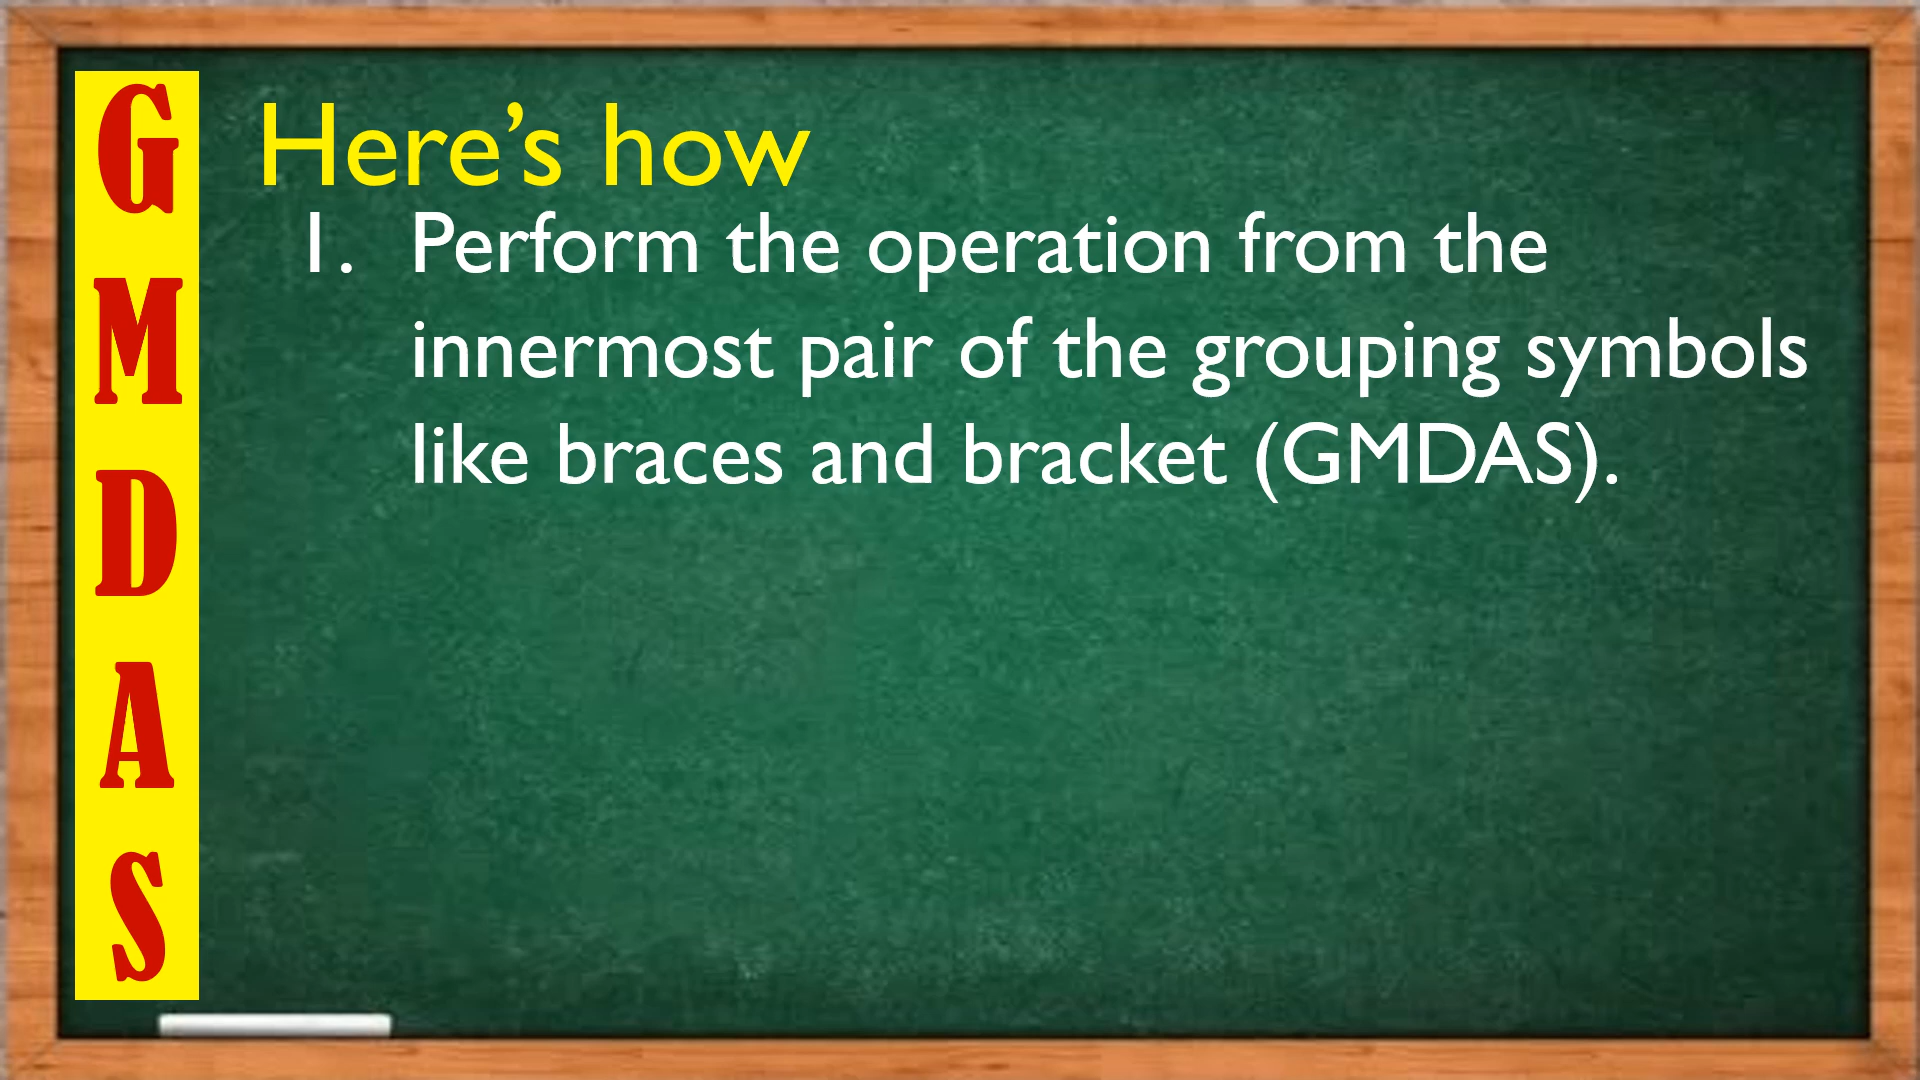 G
M
D
A
S
Here’s how
1. Perform the operation from the
innermost pair of the grouping symbols
like braces and bracket (GMDAS).